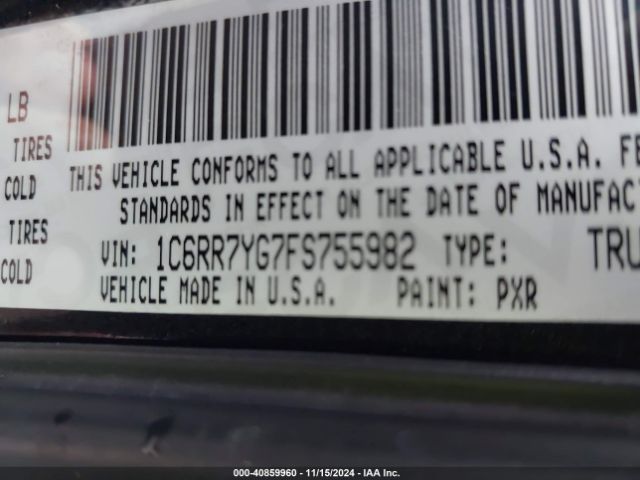 LB
TIRES
COLD
TIRES
COLD
THIS VEHICLE CONFORMS TO ALL APPLICABLE U.S.A. FE
STANDARDS IN EFFECT ON THE DATE OF MANUFACT
VIN: 1C6RR7YG7FS755982 TYPE: TRU
VEHICLE MADE IN U.S.A. PAINT: PXR
000-40859960 - 11/15/2024 - IAA Inc.